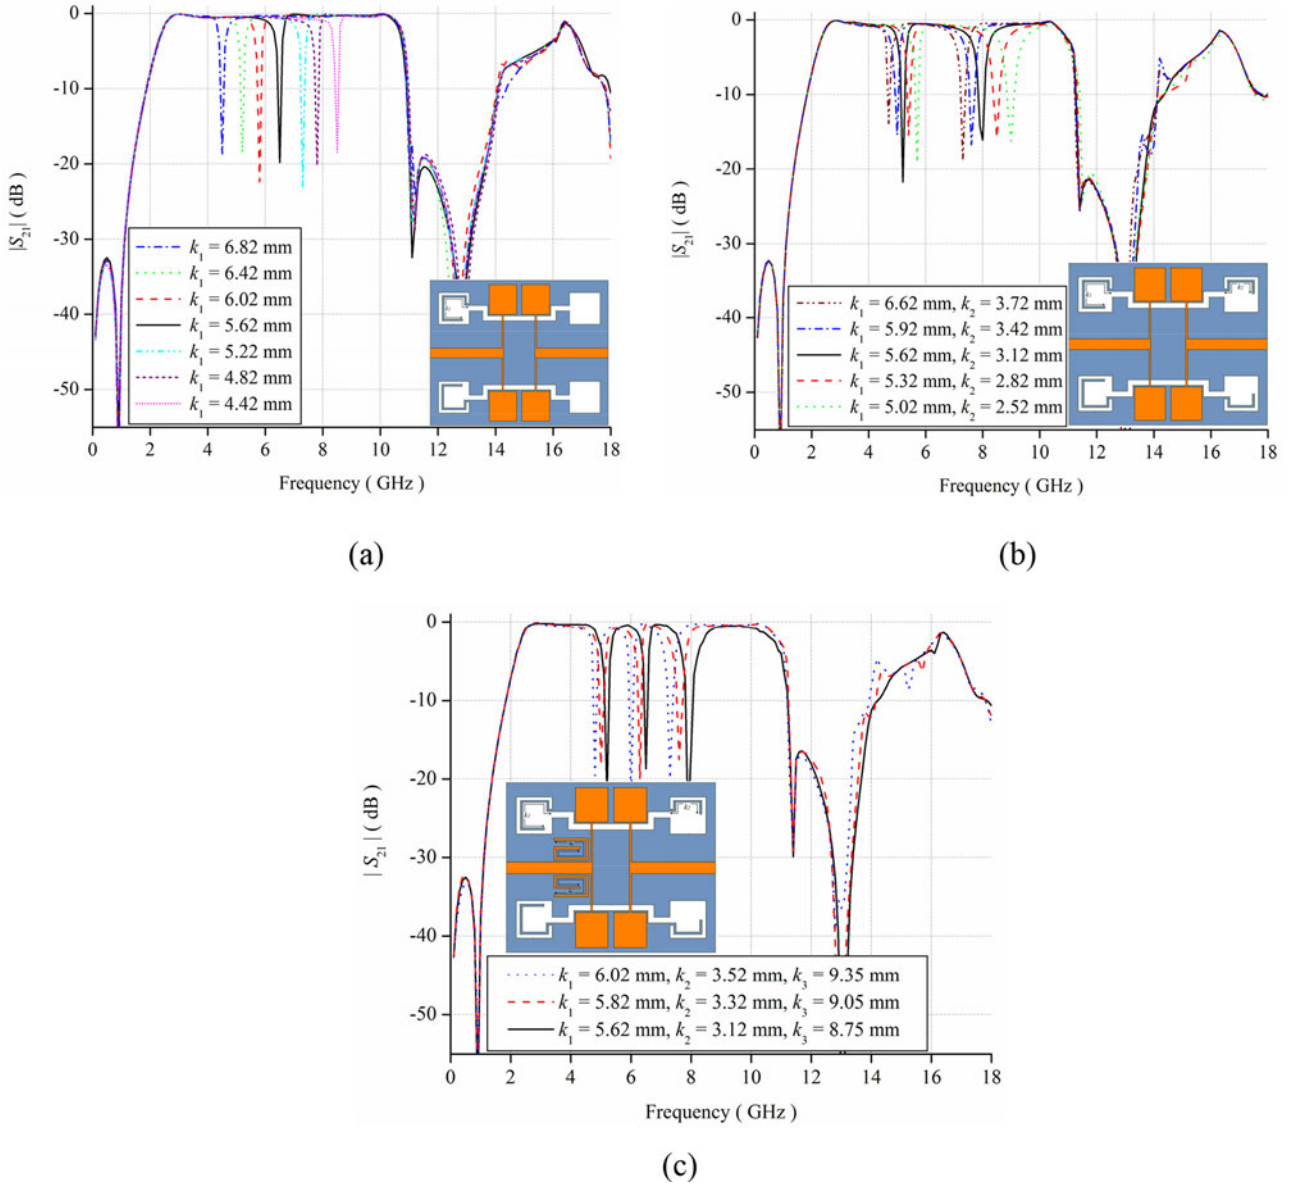 0
-10
-20
-30
-40
-50
|S21| ( dB )
k1 = 6.82 mm
k1 = 6.42 mm
k1 = 6.02 mm
k1 = 5.62 mm
k1 = 5.22 mm
k1 = 4.82 mm
k1 = 4.42 mm
0 2 4 6 8 10 12 14 16 18
Frequency ( GHz )
(a)
0
-10
-20
-30
-40
-50
|S21| ( dB )
k1 = 6.62 mm, k2 = 3.72 mm
k1 = 5.92 mm, k2 = 3.42 mm
k1 = 5.62 mm, k2 = 3.12 mm
k1 = 5.32 mm, k2 = 2.82 mm
k1 = 5.02 mm, k2 = 2.52 mm
0 2 4 6 8 10 12 14 16 18
Frequency ( GHz )
(b)
0
-10
-20
-30
-40
-50
| S21 | ( dB )
k1 = 6.02 mm, k2 = 3.52 mm, k3 = 9.35 mm
k1 = 5.82 mm, k2 = 3.32 mm, k3 = 9.05 mm
k1 = 5.62 mm, k2 = 3.12 mm, k3 = 8.75 mm
0 2 4 6 8 10 12 14 16 18
Frequency ( GHz )
(c)